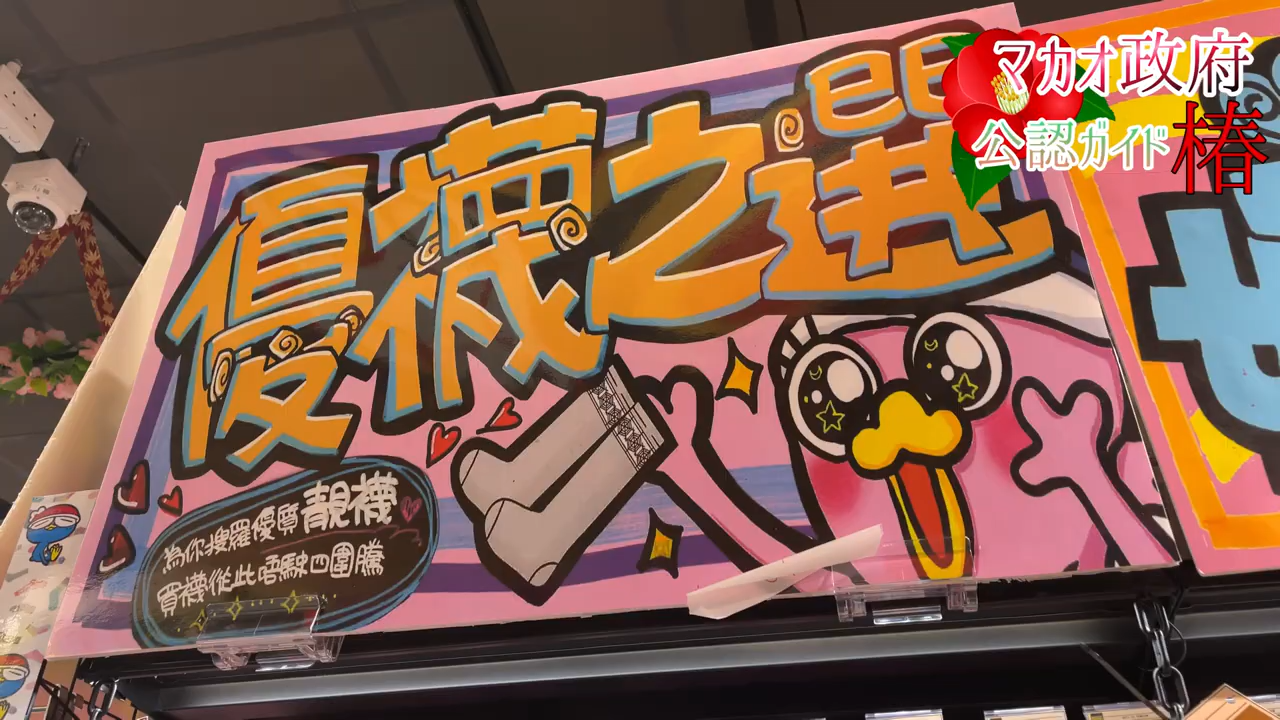 優襪之選
為你搜羅優質靚襪
買襪從此唔駛四圍騰
マカオ政府
公認ガイド椿